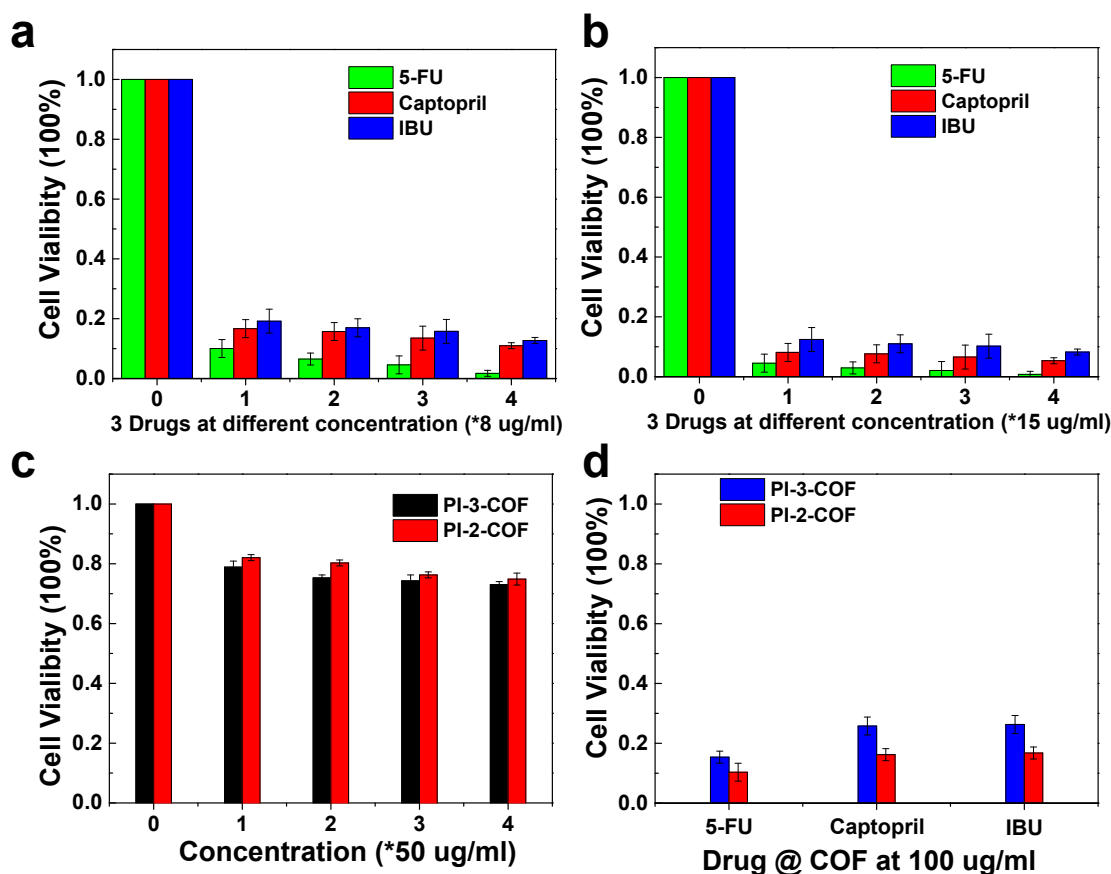 a
5-FU
Captopril
IBU
Cell Vialibity (100%)
1.0
0.8
0.6
0.4
0.2
0.0
0 1 2 3 4
3 Drugs at different concentration (*8 ug/ml)
b
5-FU
Captopril
IBU
Cell Vialibity (100%)
1.0
0.8
0.6
0.4
0.2
0.0
0 1 2 3 4
3 Drugs at different concentration (*15 ug/ml)
c
PI-3-COF
PI-2-COF
Cell Vialibity (100%)
1.0
0.8
0.6
0.4
0.2
0.0
0 1 2 3 4
Concentration (*50 ug/ml)
d
PI-3-COF
PI-2-COF
Cell Vialibity (100%)
1.0
0.8
0.6
0.4
0.2
0.0
5-FU Captopril IBU
Drug @ COF at 100 ug/ml